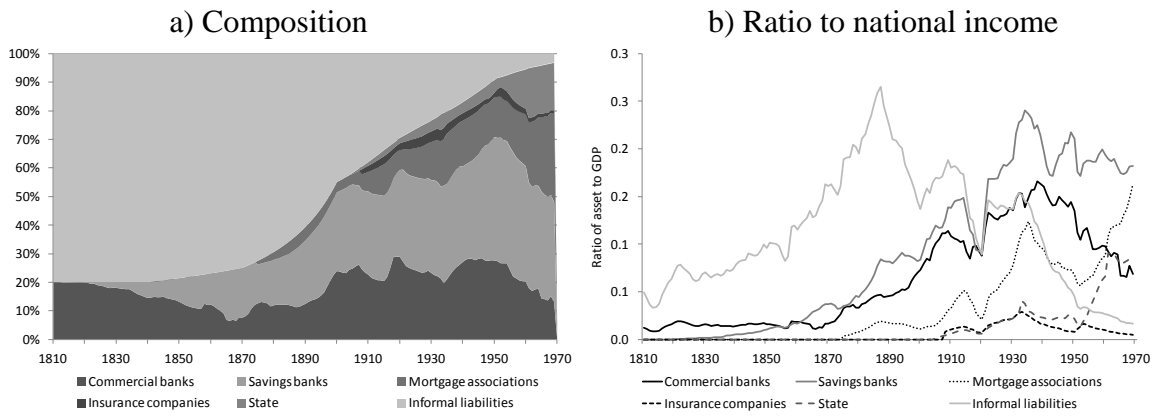 a) Composition
100%
90%
80%
70%
60%
50%
40%
30%
20%
10%
0%
1810 1830 1850 1870 1890 1910 1930 1950 1970
Commercial banks Savings banks Mortgage associations
Insurance companies State Informal liabilities
b) Ratio to national income
Ratio of asset to GDP
0.3
0.3
0.2
0.2
0.1
0.1
0.0
1810 1830 1850 1870 1890 1910 1930 1950 1970
Commercial banks Savings banks Mortgage associations
Insurance companies State Informal liabilities